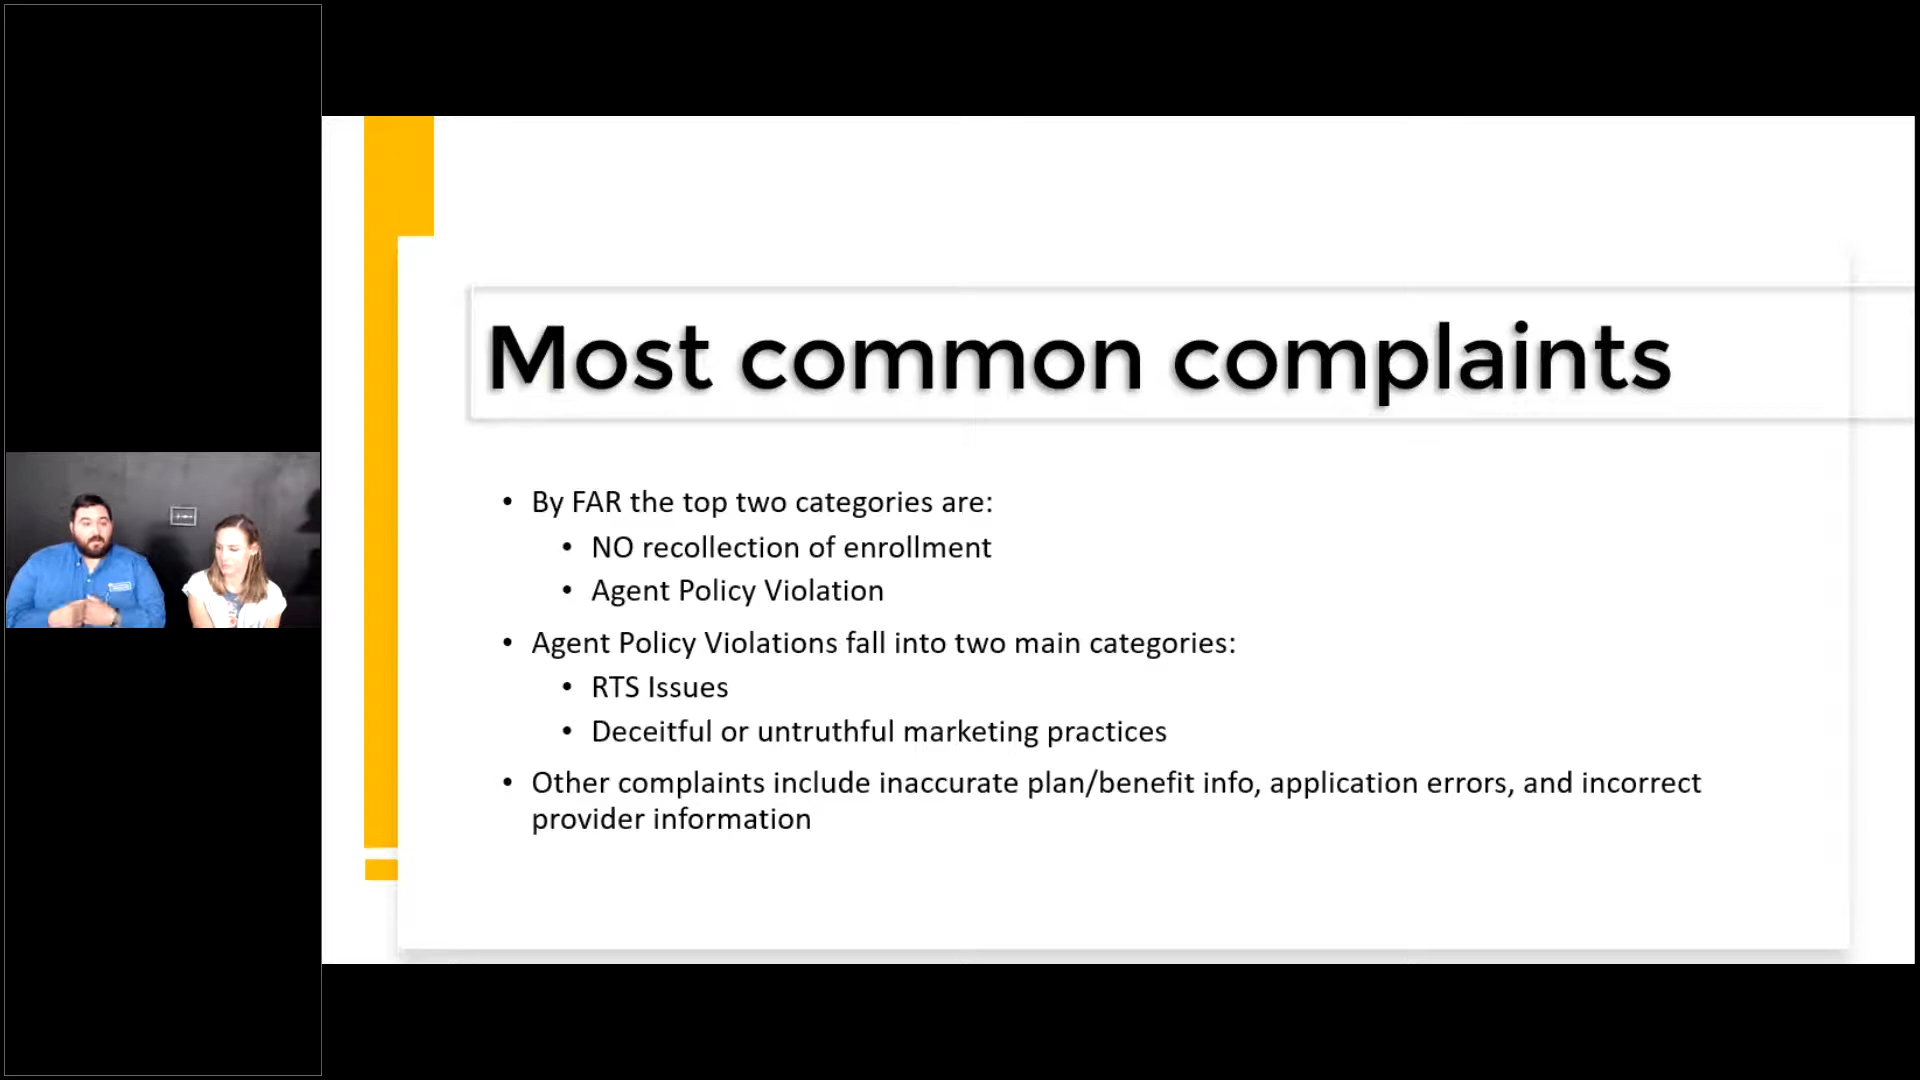 Most common complaints
• By FAR the top two categories are:
• NO recollection of enrollment
• Agent Policy Violation
• Agent Policy Violations fall into two main categories:
• RTS Issues
• Deceitful or untruthful marketing practices
• Other complaints include inaccurate plan/benefit info, application errors, and incorrect
provider information